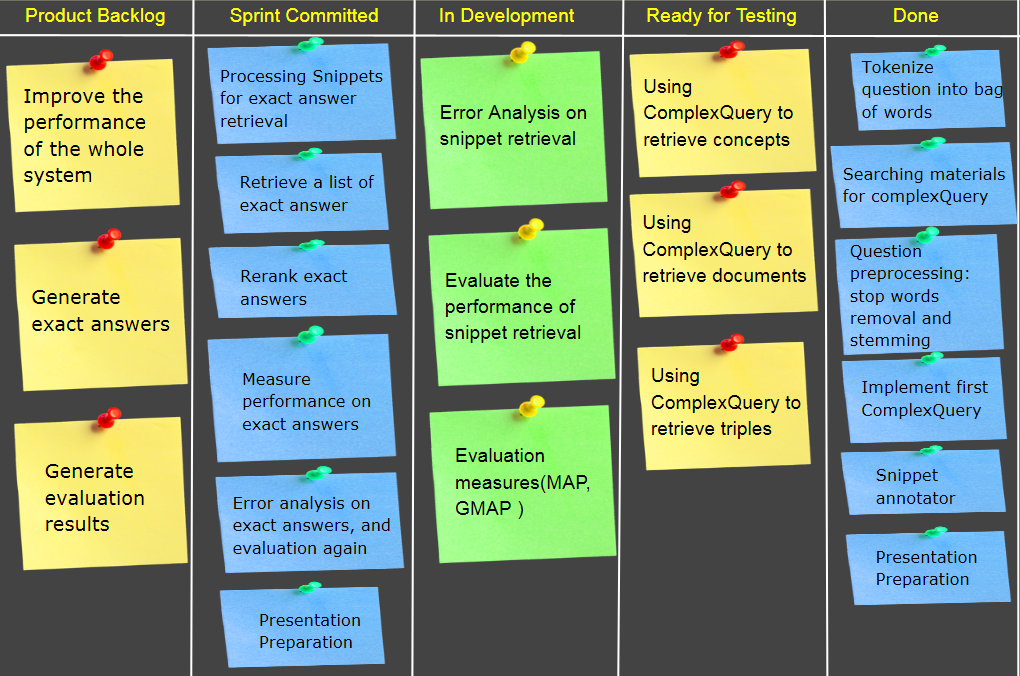 Product Backlog
Sprint Committed
In Development
Ready for Testing
Done
Improve the
performance
of the whole
system
Generate
exact answers
Generate
evaluation
results
Processing Snippets
for exact answer
retrieval
Retrieve a list of
exact answer
Rerank exact
answers
Measure
performance on
exact answers
Error analysis on
exact answers, and
evaluation again
Presentation
Preparation
Error Analysis on
snippet retrieval
Evaluate the
performance of
snippet retrieval
Evaluation
measures(MAP,
GMAP )
Using
ComplexQuery to
retrieve concepts
Using
ComplexQuery to
retrieve documents
Using
ComplexQuery to
retrieve triples
Tokenize
question into bag
of words
Searching materials
for complexQuery
Question
preprocessing:
stop words
removal and
stemming
Implement first
ComplexQuery
Snippet
annotator
Presentation
Preparation